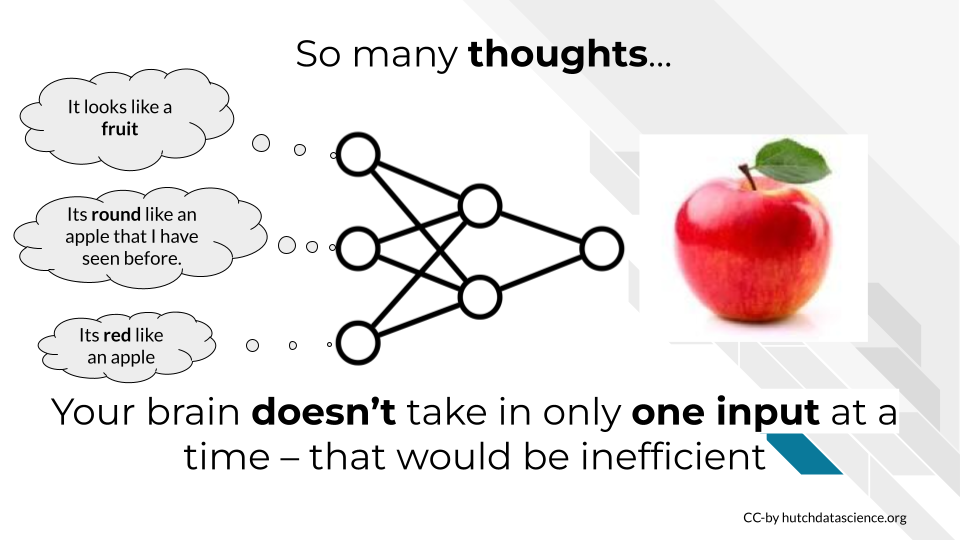 So many thoughts...
It looks like a
fruit
Its round like an
apple that I have
seen before.
Its red like
an apple
Your brain doesn't take in only one input at a
time – that would be inefficient
CC-by hutchdatascience.org